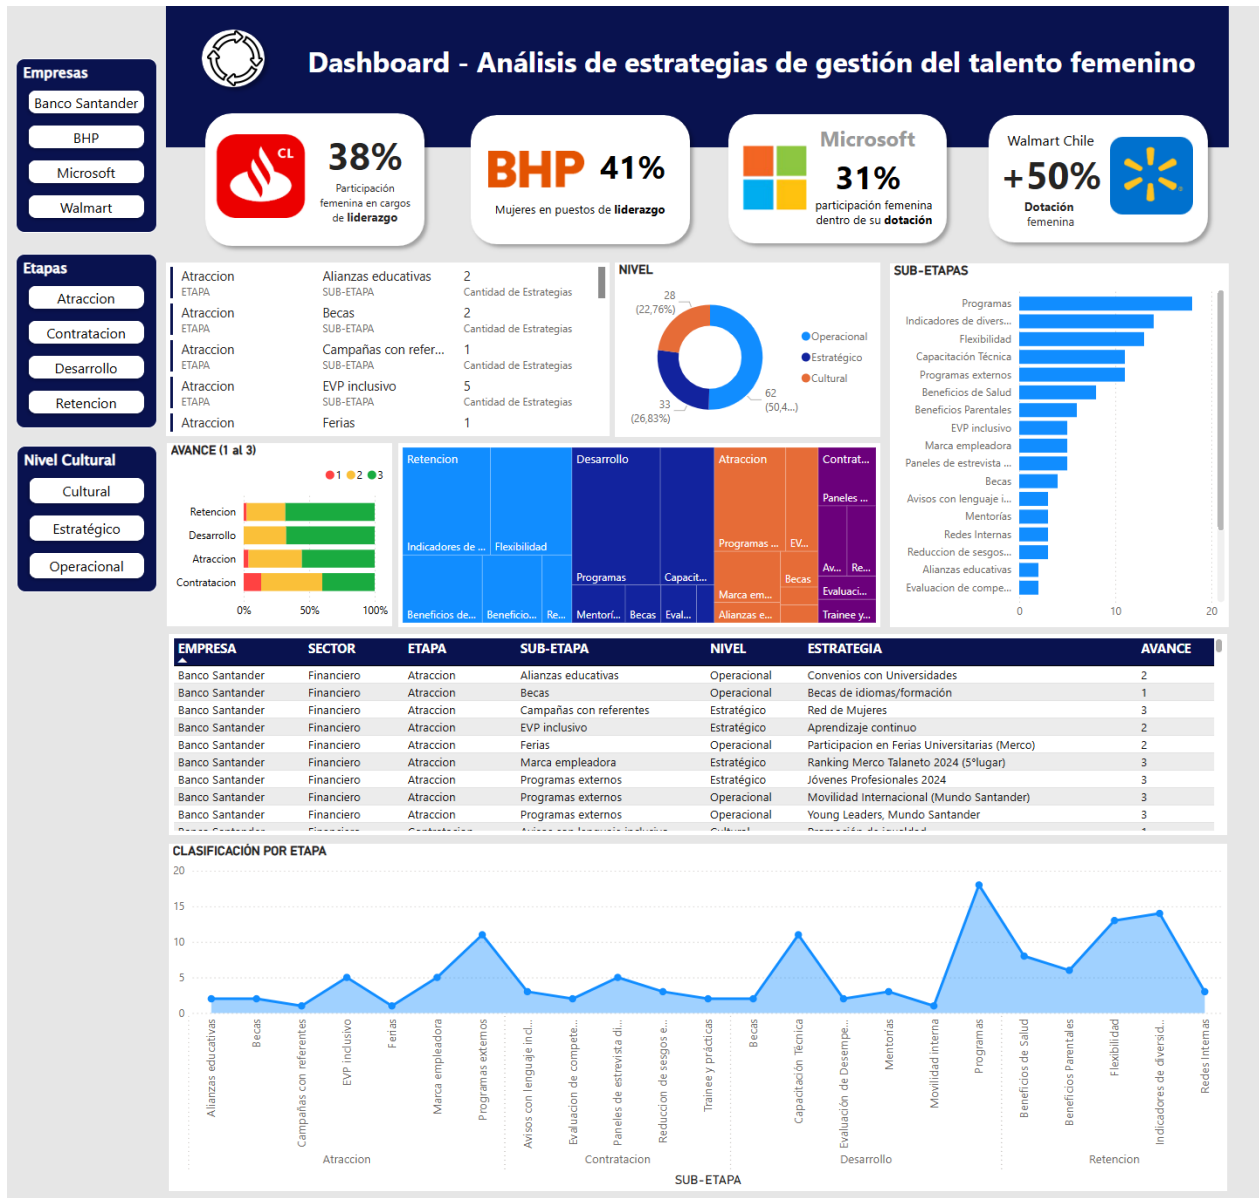 Dashboard - Análisis de estrategias de gestión del talento femenino
Empresas
Banco Santander
BHP
Microsoft
Walmart
CL
38%
Participación
femenina en cargos
de liderazgo
BHP
41%
Mujeres en puestos de liderazgo
Microsoft
31%
participación femenina
dentro de su dotación
Walmart Chile
+50%
Dotación
femenina
Etapas
Atraccion
Contratacion
Desarrollo
Retencion
Nivel Cultural
Cultural
Estratégico
Operacional
Atraccion Alianzas educativas 2
ETAPA SUB-ETAPA Cantidad de Estrategias
Atraccion Becas 2
ETAPA SUB-ETAPA Cantidad de Estrategias
Atraccion Campañas con refer... 1
ETAPA SUB-ETAPA Cantidad de Estrategias
Atraccion EVP inclusivo 5
ETAPA SUB-ETAPA Cantidad de Estrategias
Atraccion Ferias 1
NIVEL
28
(22,76%)
33
(26,83%)
62
(50,4...)
Operacional
Estratégico
Cultural
SUB-ETAPAS
Programas
Indicadores de divers...
Flexibilidad
Capacitación Técnica
Programas externos
Beneficios de Salud
Beneficios Parentales
EVP inclusivo
Marca empleadora
Paneles de estrevista ...
Becas
Avisos con lenguaje i...
Mentorías
Redes Internas
Reduccion de sesgos...
Alianzas educativas
Evaluacion de compe...
0 10 20
AVANCE (1 al 3)
1 2 3
Retencion
Desarrollo
Atraccion
Contratacion
0% 50% 100%
Retencion
Indicadores de ...
Flexibilidad
Beneficios de...
Beneficio...
Re...
Desarrollo
Programas
Capacit...
Mentorí...
Becas
Eval...
Atraccion
Programas ...
EV...
Marca em...
Becas
Alianzas e...
Contrat...
Paneles ...
Av...
Re...
Evaluaci...
Trainee y...
EMPRESA SECTOR ETAPA SUB-ETAPA NIVEL ESTRATEGIA AVANCE
Banco Santander Financiero Atraccion Alianzas educativas Operacional Convenios con Universidades 2
Banco Santander Financiero Atraccion Becas Operacional Becas de idiomas/formación 1
Banco Santander Financiero Atraccion Campañas con referentes Estratégico Red de Mujeres 3
Banco Santander Financiero Atraccion EVP inclusivo Estratégico Aprendizaje continuo 2
Banco Santander Financiero Atraccion Ferias Operacional Participacion en Ferias Universitarias (Merco) 2
Banco Santander Financiero Atraccion Marca empleadora Estratégico Ranking Merco Talaneto 2024 (5°lugar) 3
Banco Santander Financiero Atraccion Programas externos Estratégico Jóvenes Profesionales 2024 3
Banco Santander Financiero Atraccion Programas externos Operacional Movilidad Internacional (Mundo Santander) 3
Banco Santander Financiero Atraccion Programas externos Operacional Young Leaders, Mundo Santander 3
CLASIFICACIÓN POR ETAPA
20
15
10
5
0
Alianzas educativas
Becas
Campañas con referentes
EVP inclusivo
Ferias
Marca empleadora
Programas externos
Avisos con lenguaje incl...
Evaluacion de compete...
Paneles de estrevista di...
Reduccion de sesgos e...
Trainee y prácticas
Becas
Capacitación Técnica
Evaluación de Desempe...
Mentorías
Movilidad interna
Programas
Beneficios de Salud
Beneficios Parentales
Flexibilidad
Indicadores de diversid...
Redes Internas
Atraccion Contratacion Desarrollo Retencion
SUB-ETAPA